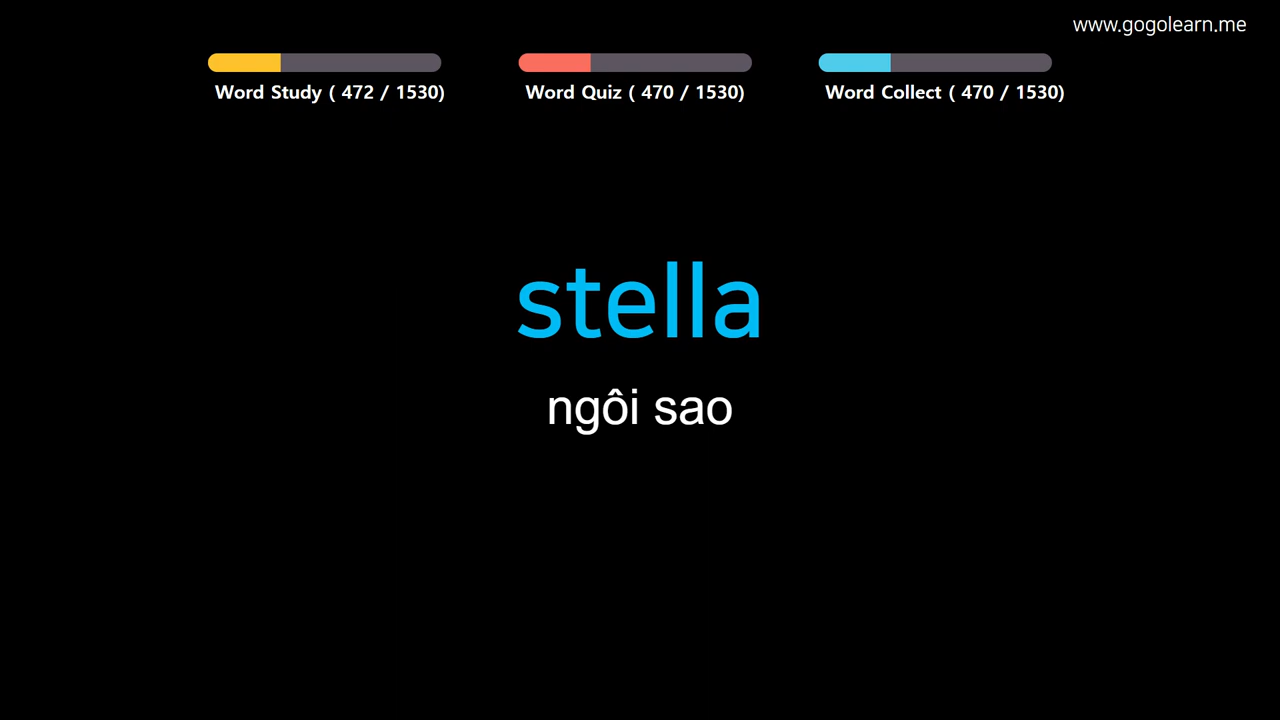 www.gogolearn.me
Word Study ( 472 / 1530)
Word Quiz ( 470 / 1530)
Word Collect ( 470 / 1530)
stella
ngôi sao